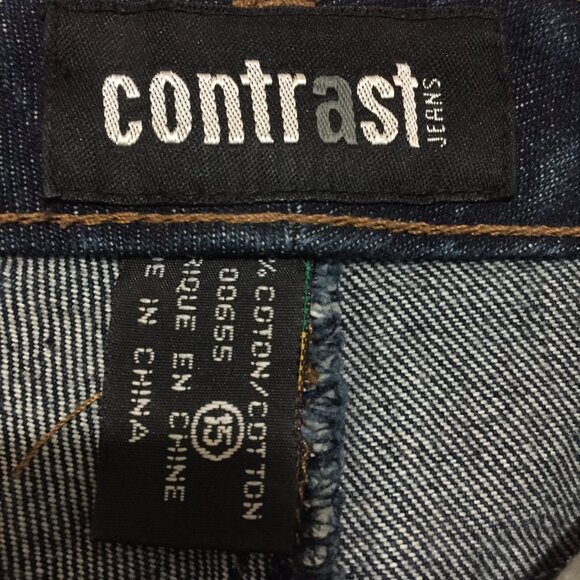 contrast
JEANS
% COTON/COTTON
00655 15
RIQUE EN CHINE
E IN CHINA